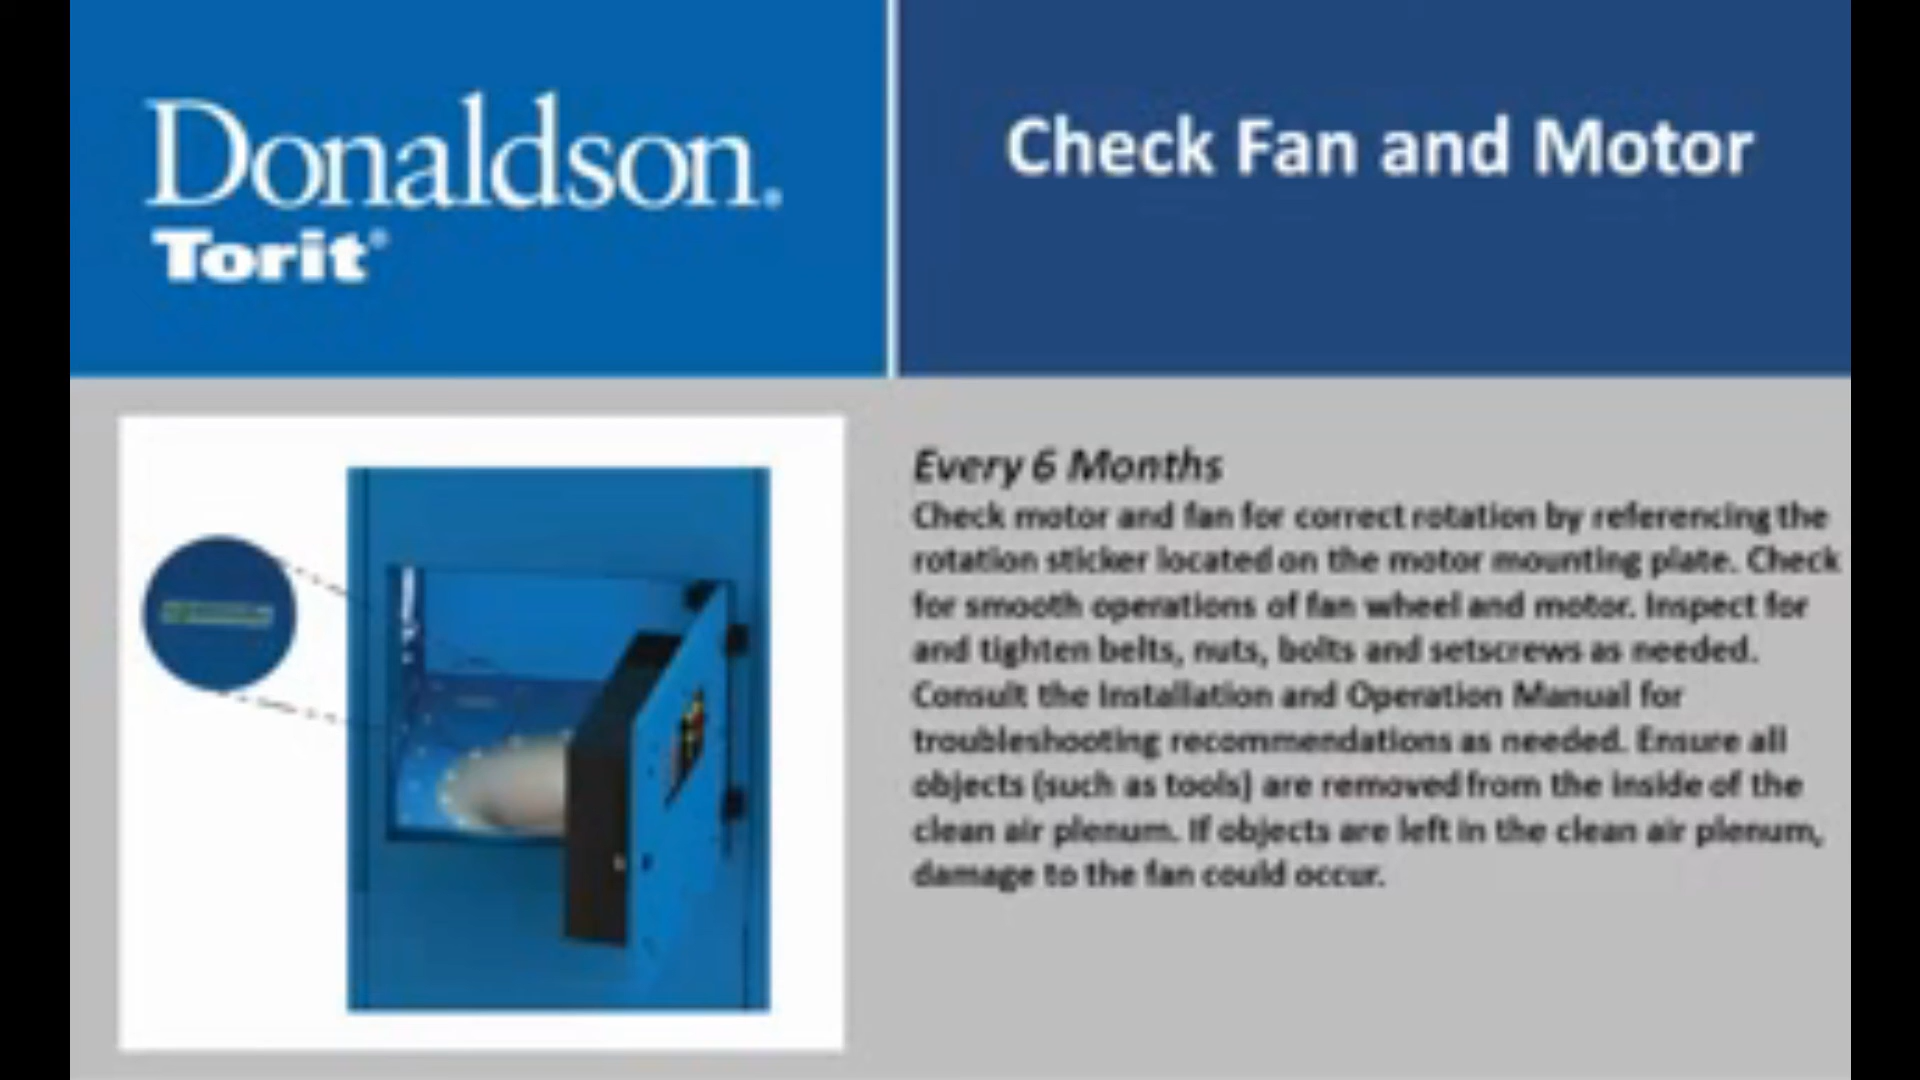 Donaldson.
Torit®
Check Fan and Motor
Every 6 Months
Check motor and fan for correct rotation by referencing the
rotation sticker located on the motor mounting plate. Check
for smooth operations of fan wheel and motor. Inspect for
and tighten belts, nuts, bolts and setscrews as needed.
Consult the Installation and Operation Manual for
troubleshooting recommendations as needed. Ensure all
objects (such as tools) are removed from the inside of the
clean air plenum. If objects are left in the clean air plenum,
damage to the fan could occur.